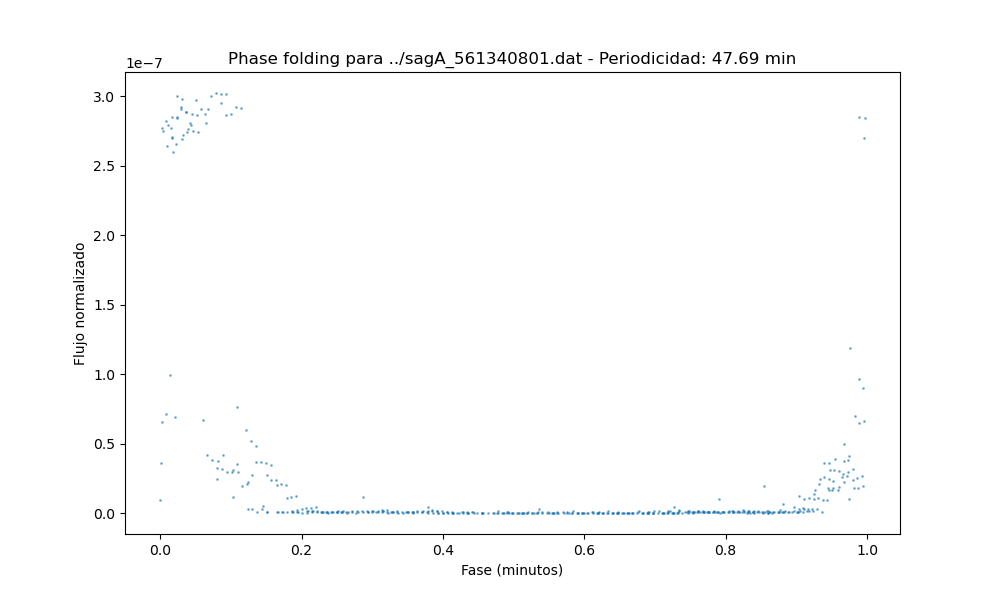 Phase folding para ../sagA_561340801.dat - Periodicidad: 47.69 min
1e−7
3.0
2.5
2.0
1.5
1.0
0.5
0.0
Flujo normalizado
0.0 0.2 0.4 0.6 0.8 1.0
Fase (minutos)